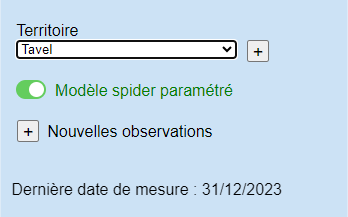 Territoire
Tavel +
Modèle spider paramétré
+ Nouvelles observations
Dernière date de mesure : 31/12/2023